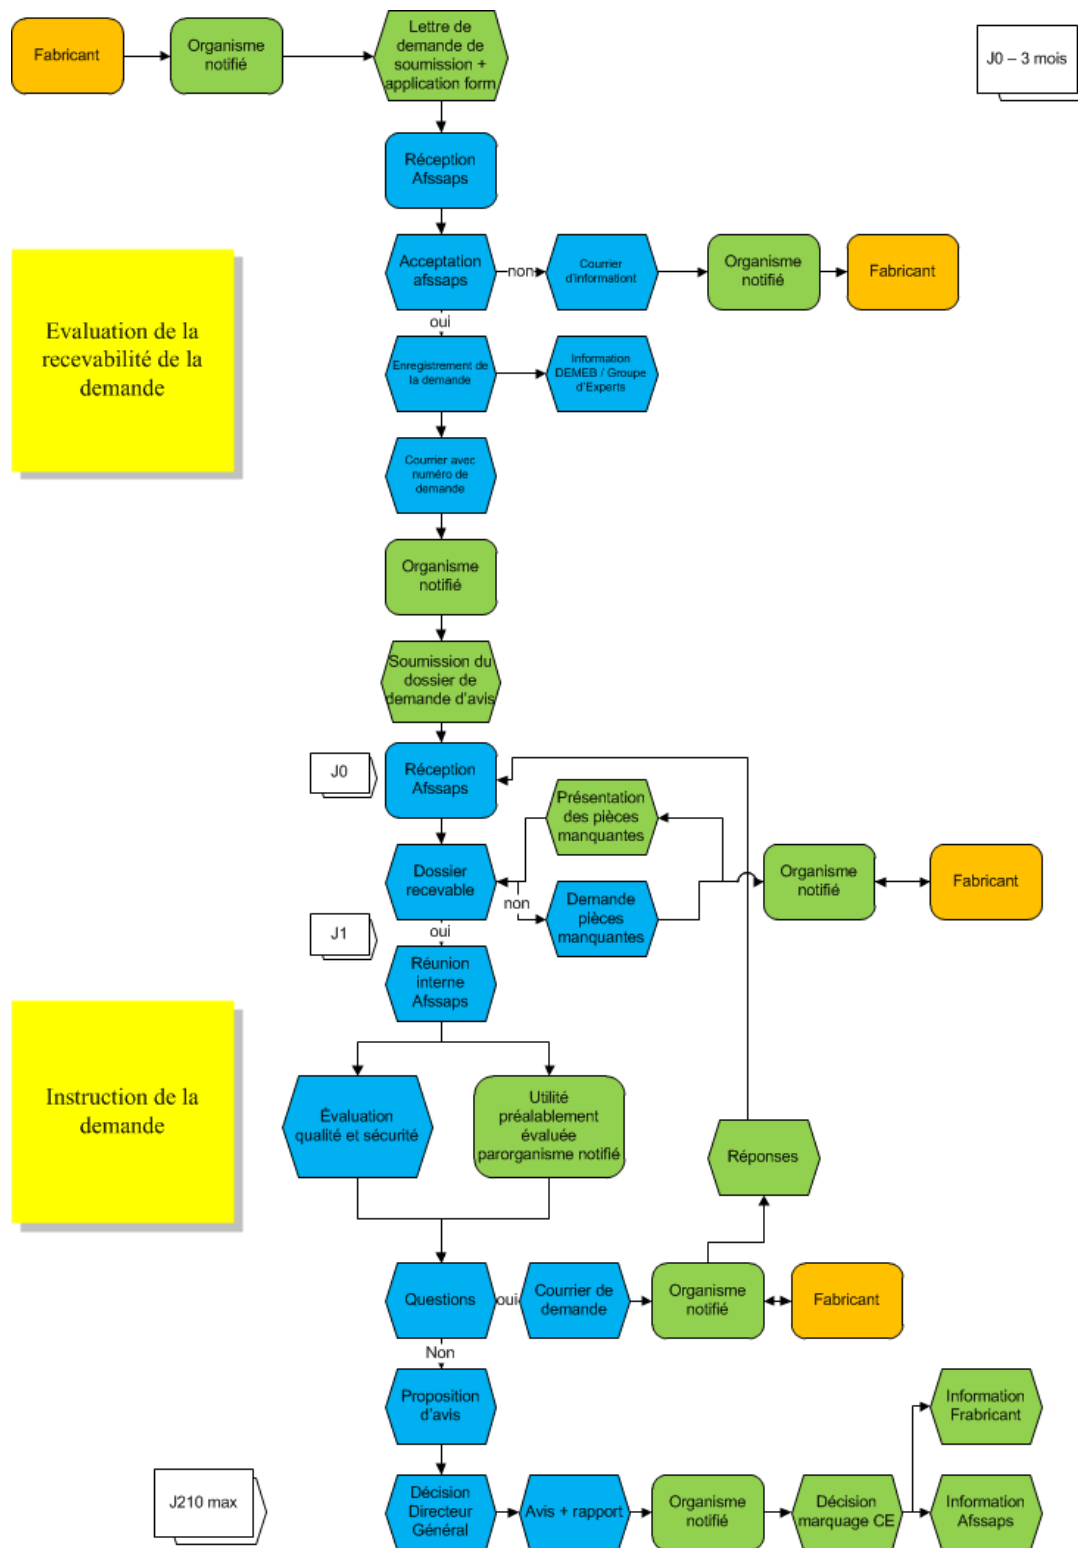 Fabricant
Organisme
notifié
Lettre de
demande de
soumission +
application form
J0 – 3 mois
Réception
Afssaps
Acceptation
afssaps
non
Courrier
d'informationt
Organisme
notifié
Fabricant
oui
Evaluation de la
recevabilité de la
demande
Enregistrement de
la demande
Information
DEMEB / Groupe
d'Experts
Courrier avec
numéro de
demande
Organisme
notifié
Soumission du
dossier de
demande d'avis
J0
Réception
Afssaps
Présentation
des pièces
manquantes
Dossier
recevable
non
Demande
pièces
manquantes
Organisme
notifié
Fabricant
J1
oui
Réunion
interne
Afssaps
Instruction de la
demande
Évaluation
qualité et sécurité
Utilité
préalablement
évaluée
parorganisme notifié
Réponses
Questions
oui
Courrier de
demande
Organisme
notifié
Fabricant
Non
Proposition
d'avis
Information
Frabricant
J210 max
Décision
Directeur
Général
Avis + rapport
Organisme
notifié
Décision
marquage CE
Information
Afssaps